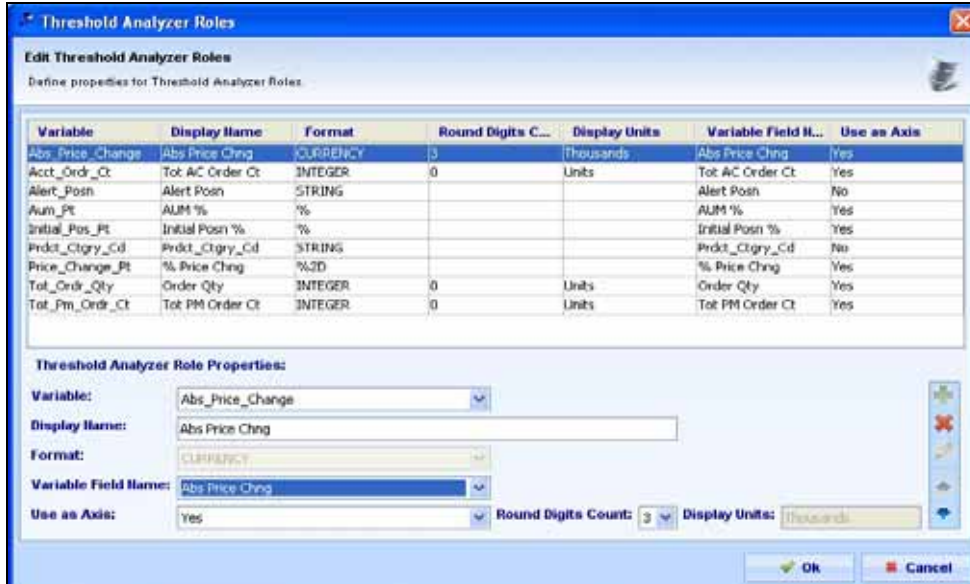 Threshold Analyzer Roles
Edit Threshold Analyzer Roles
Define properties for Threshold Analyzer Roles.
Variable Display Name Format Round Digits C... Display Units Variable Field N... Use as Axis
Abs_Price_Change Abs Price Chng CURRENCY 3 Thousands Abs Price Chng Yes
Acct_Ordr_Ct Tot AC Order Ct INTEGER 0 Units Tot AC Order Ct Yes
Alert_Posn Alert Posn STRING Alert Posn No
Aum_Pt AUM % % AUM % Yes
Initial_Pos_Pt Initial Posn % % Initial Posn % Yes
Prdct_Ctgry_Cd Prdct_Ctgry_Cd STRING Prdct_Ctgry_Cd No
Price_Change_Pt % Price Chng %2D % Price Chng Yes
Tot_Ordr_Qty Order Qty INTEGER 0 Units Order Qty Yes
Tot_Pm_Ordr_Ct Tot PM Order Ct INTEGER 0 Units Tot PM Order Ct Yes
Threshold Analyzer Role Properties:
Variable: Abs_Price_Change
Display Name: Abs Price Chng
Format: CURRENCY
Variable Field Name: Abs Price Chng
Use as Axis: Yes Round Digits Count: 3 Display Units: Thousands
Ok Cancel